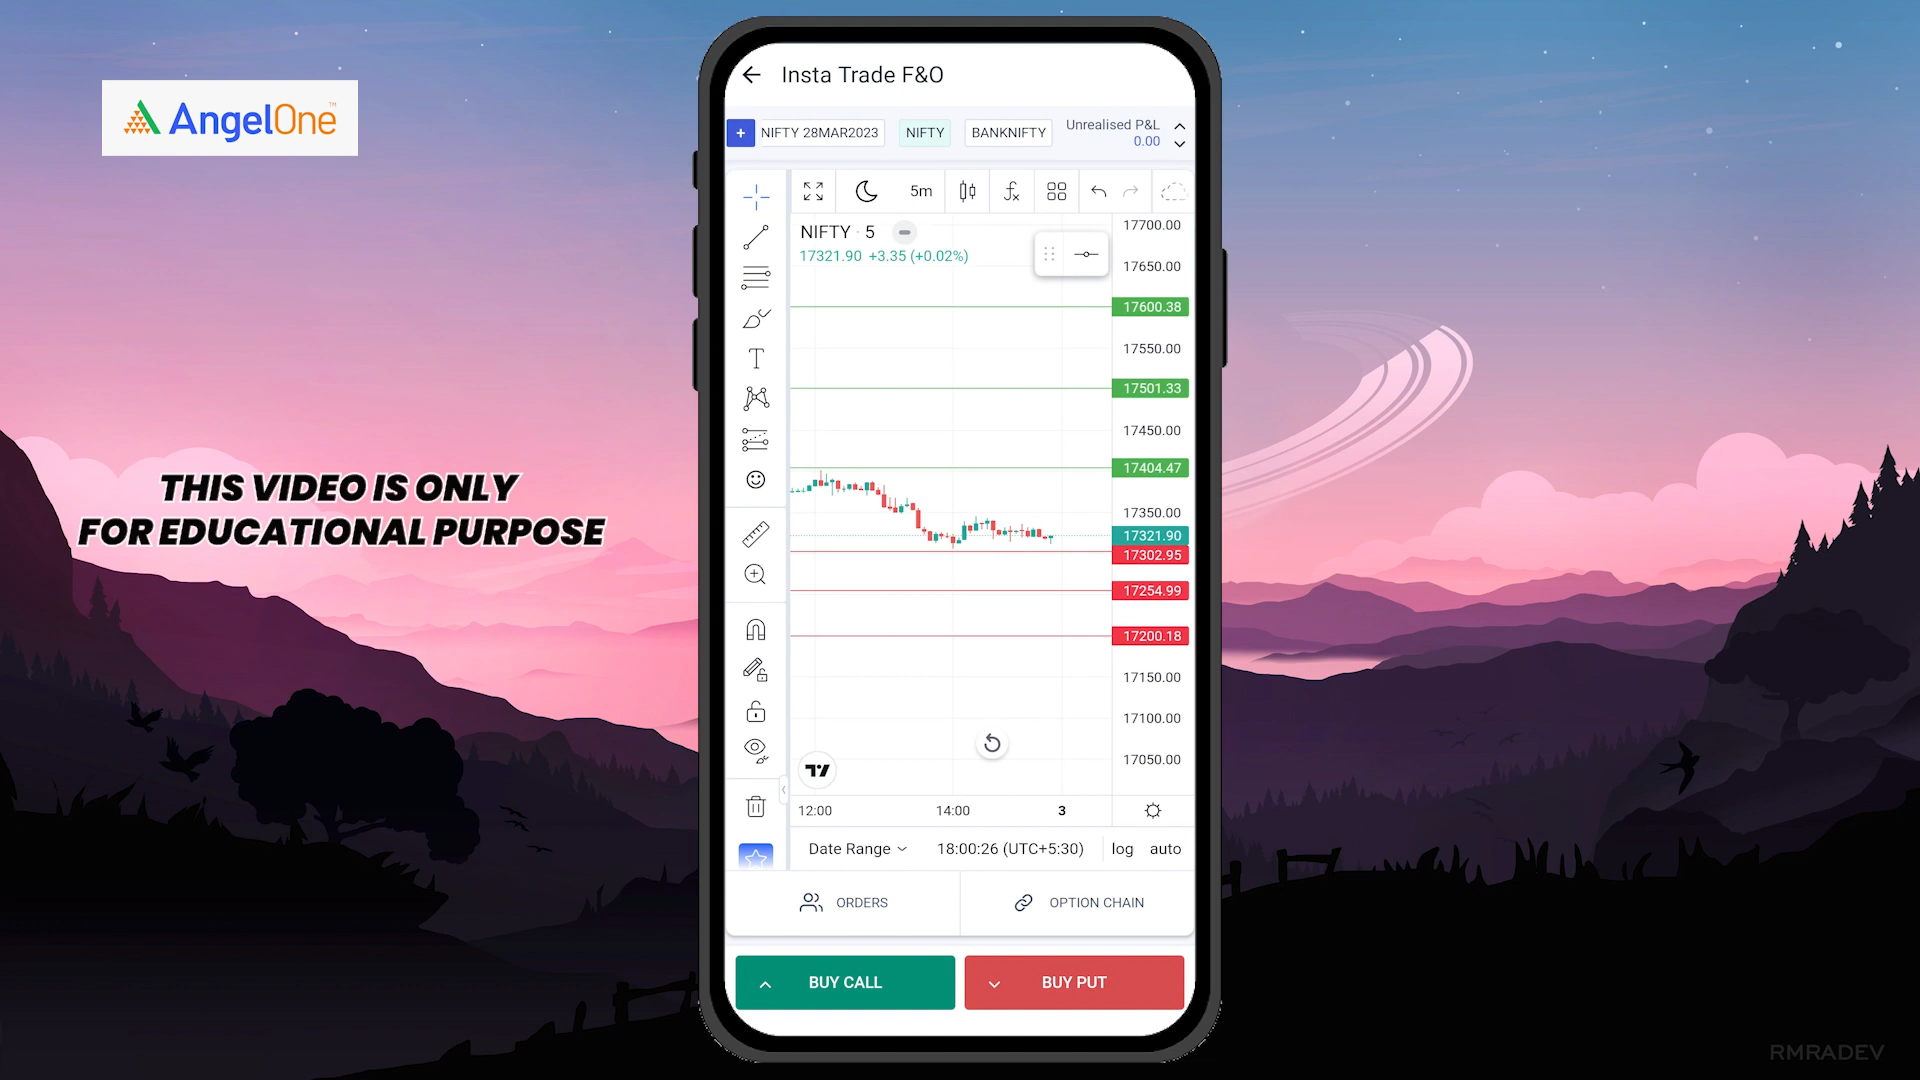 AngelOne™
THIS VIDEO IS ONLY
FOR EDUCATIONAL PURPOSE
Insta Trade F&O
+ NIFTY 28MAR2023 NIFTY BANKNIFTY Unrealised P&L
0.00
5m
NIFTY · 5
17321.90 +3.35 (+0.02%)
17700.00
17650.00
17600.38
17550.00
17501.33
17450.00
17404.47
17350.00
17321.90
17302.95
17254.99
17200.18
17150.00
17100.00
17050.00
12:00 14:00 3
Date Range 18:00:26 (UTC+5:30) log auto
ORDERS OPTION CHAIN
BUY CALL BUY PUT
RMRADEV